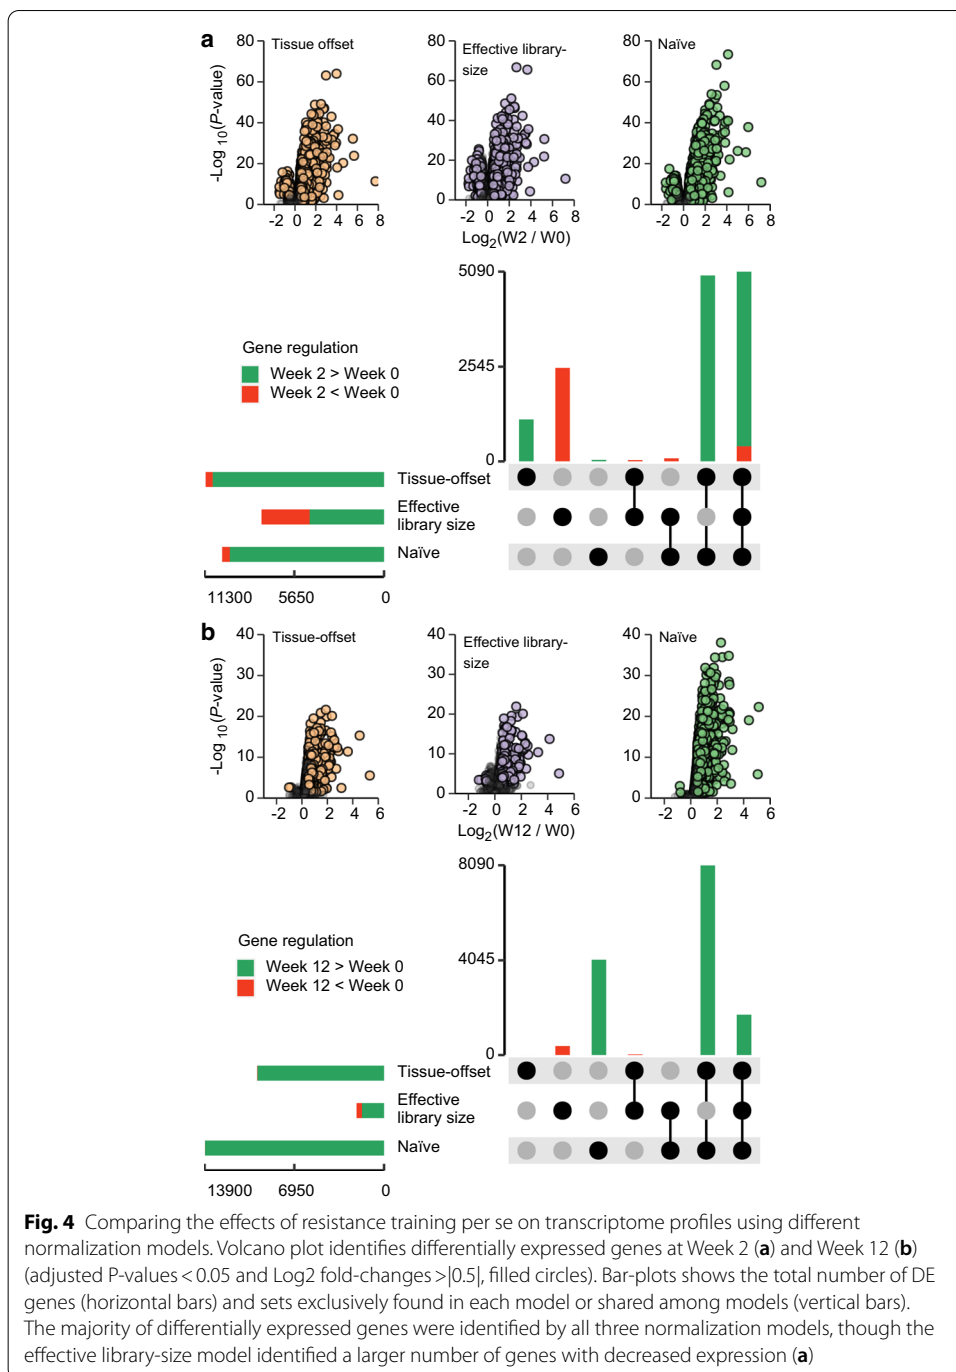 a
Tissue offset
Effective library-
size
Naïve
-Log 10(P-value)
80
60
40
20
0
-2 0 2 4 6 8
80
60
40
20
0
-2 0 2 4 6 8
Log2(W2 / W0)
80
60
40
20
0
-2 0 2 4 6 8
5090
2545
0
Gene regulation
Week 2 > Week 0
Week 2 < Week 0
Tissue-offset
Effective
library size
Naïve
11300 5650 0
b
Tissue-offset
Effective library-
size
Naïve
-Log 10(P-value)
40
30
20
10
0
-2 0 2 4 6
40
30
20
10
0
-2 0 2 4 6
Log2(W12 / W0)
40
30
20
10
0
-2 0 2 4 6
8090
4045
0
Gene regulation
Week 12 > Week 0
Week 12 < Week 0
Tissue-offset
Effective
library size
Naïve
13900 6950 0
Fig. 4 Comparing the effects of resistance training per se on transcriptome profiles using different
normalization models. Volcano plot identifies differentially expressed genes at Week 2 (a) and Week 12 (b)
(adjusted P-values < 0.05 and Log2 fold-changes >|0.5|, filled circles). Bar-plots shows the total number of DE
genes (horizontal bars) and sets exclusively found in each model or shared among models (vertical bars).
The majority of differentially expressed genes were identified by all three normalization models, though the
effective library-size model identified a larger number of genes with decreased expression (a)